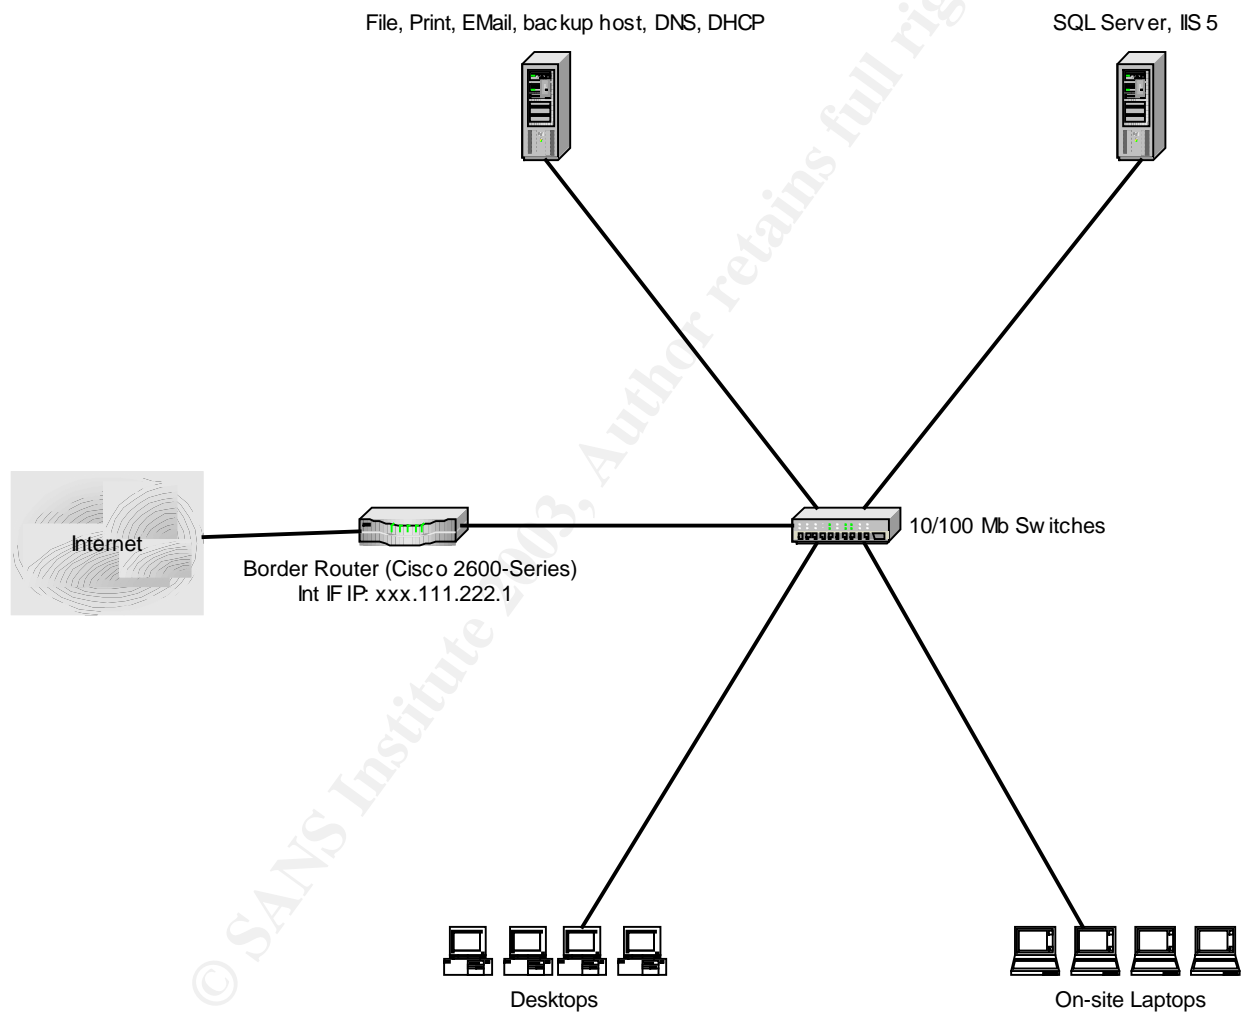 File, Print, EMail, backup host, DNS, DHCP
SQL Server, IIS 5
Internet
Border Router (Cisco 2600-Series)
Int IF IP: xxx.111.222.1
10/100 Mb Switches
Desktops
On-site Laptops
© SANS Institute 2003, Author retains full rig